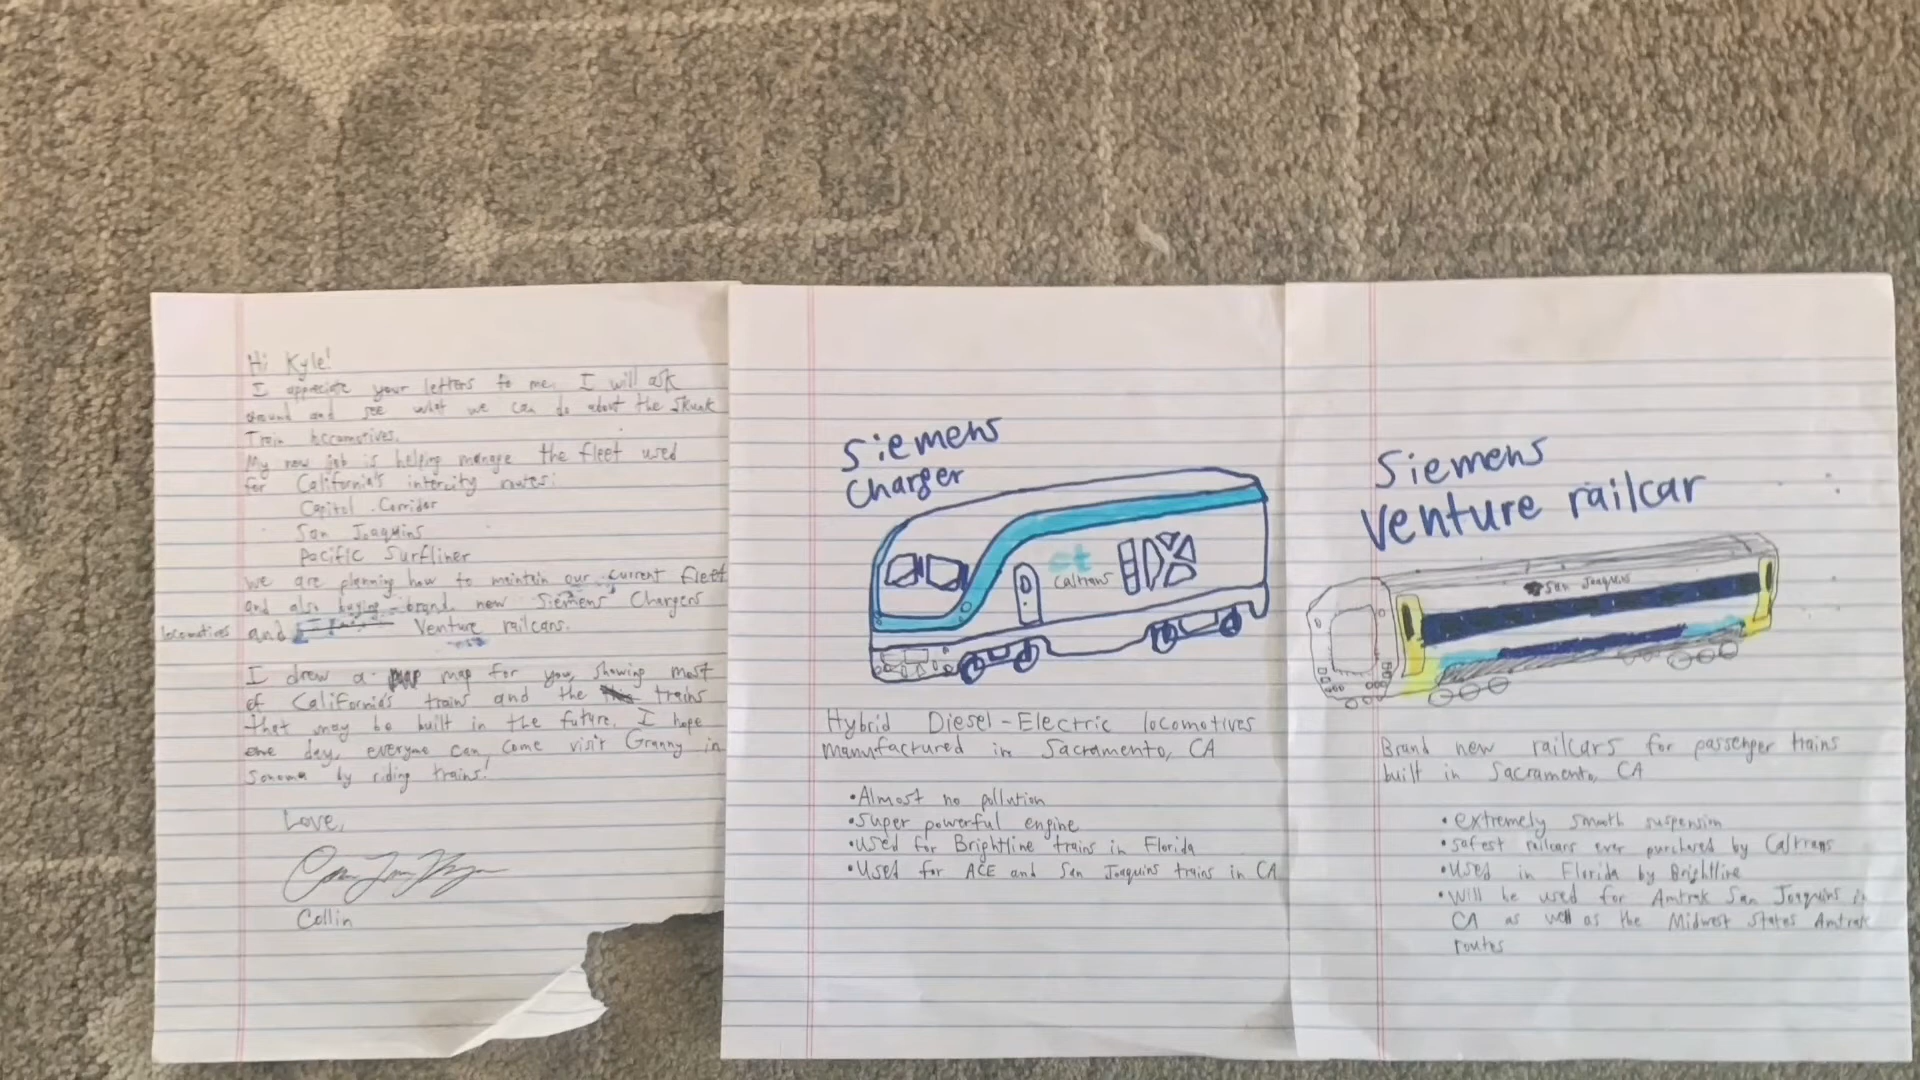 Hi Kyle!
I appreciate your letters to me. I will ask
around and see what we can do about the Skunk
Train locomotives.
My new job is helping manage the fleet used
for California's intercity routes:
Capitol Corridor
San Joaquins
Pacific Surfliner
We are planning how to maintain our current fleet
and also buying brand new Siemens Chargers
locomotives and Venture railcars.
I drew a map for you, showing most
of California's trains and the trains
that may be built in the future. I hope
one day, everyone can come visit Granny in
Sonoma by riding trains!
Love,
Collin
Siemens
Charger
ct
Caltrans
Hybrid Diesel-Electric locomotives
manufactured in Sacramento, CA
•Almost no pollution
•super powerful engine
•used for Brightline trains in Florida
•Used for ACE and San Joaquins trains in CA
Siemens
Venture railcar
San Joaquins
Brand new railcars for passenger trains
built in Sacramento, CA
•extremely smooth suspension
•safest railcars ever purchased by Caltrans
•Used in Florida by Brightline
•Will be used for Amtrak San Joaquins in
CA as well as the Midwest States Amtrak
routes